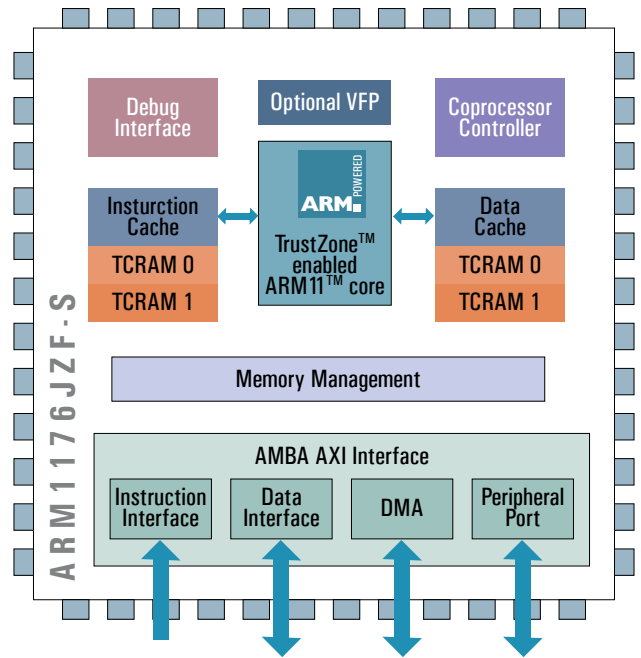 Debug
Interface
Optional VFP
Coprocessor
Controller
ARM POWERED
TrustZone™
enabled
ARM11™ core
Insturction
Cache
TCRAM 0
TCRAM 1
Data
Cache
TCRAM 0
TCRAM 1
Memory Management
AMBA AXI Interface
Instruction
Interface
Data
Interface
DMA
Peripheral
Port
ARM1176JZF-S